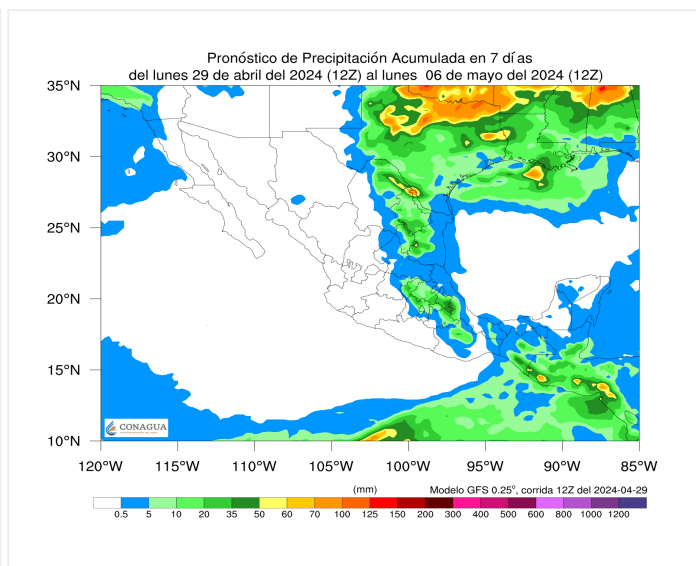 Pronóstico de Precipitación Acumulada en 7 días
del lunes 29 de abril del 2024 (12Z) al lunes 06 de mayo del 2024 (12Z)
35°N
30°N
25°N
20°N
15°N
10°N
CONAGUA
120°W 115°W 110°W 105°W 100°W 95°W 90°W 85°W
(mm) Modelo GFS 0.25°, corrida 12Z del 2024-04-29
0.5 5 10 20 35 50 60 70 100 125 150 200 300 400 500 600 700 800 1000 1200